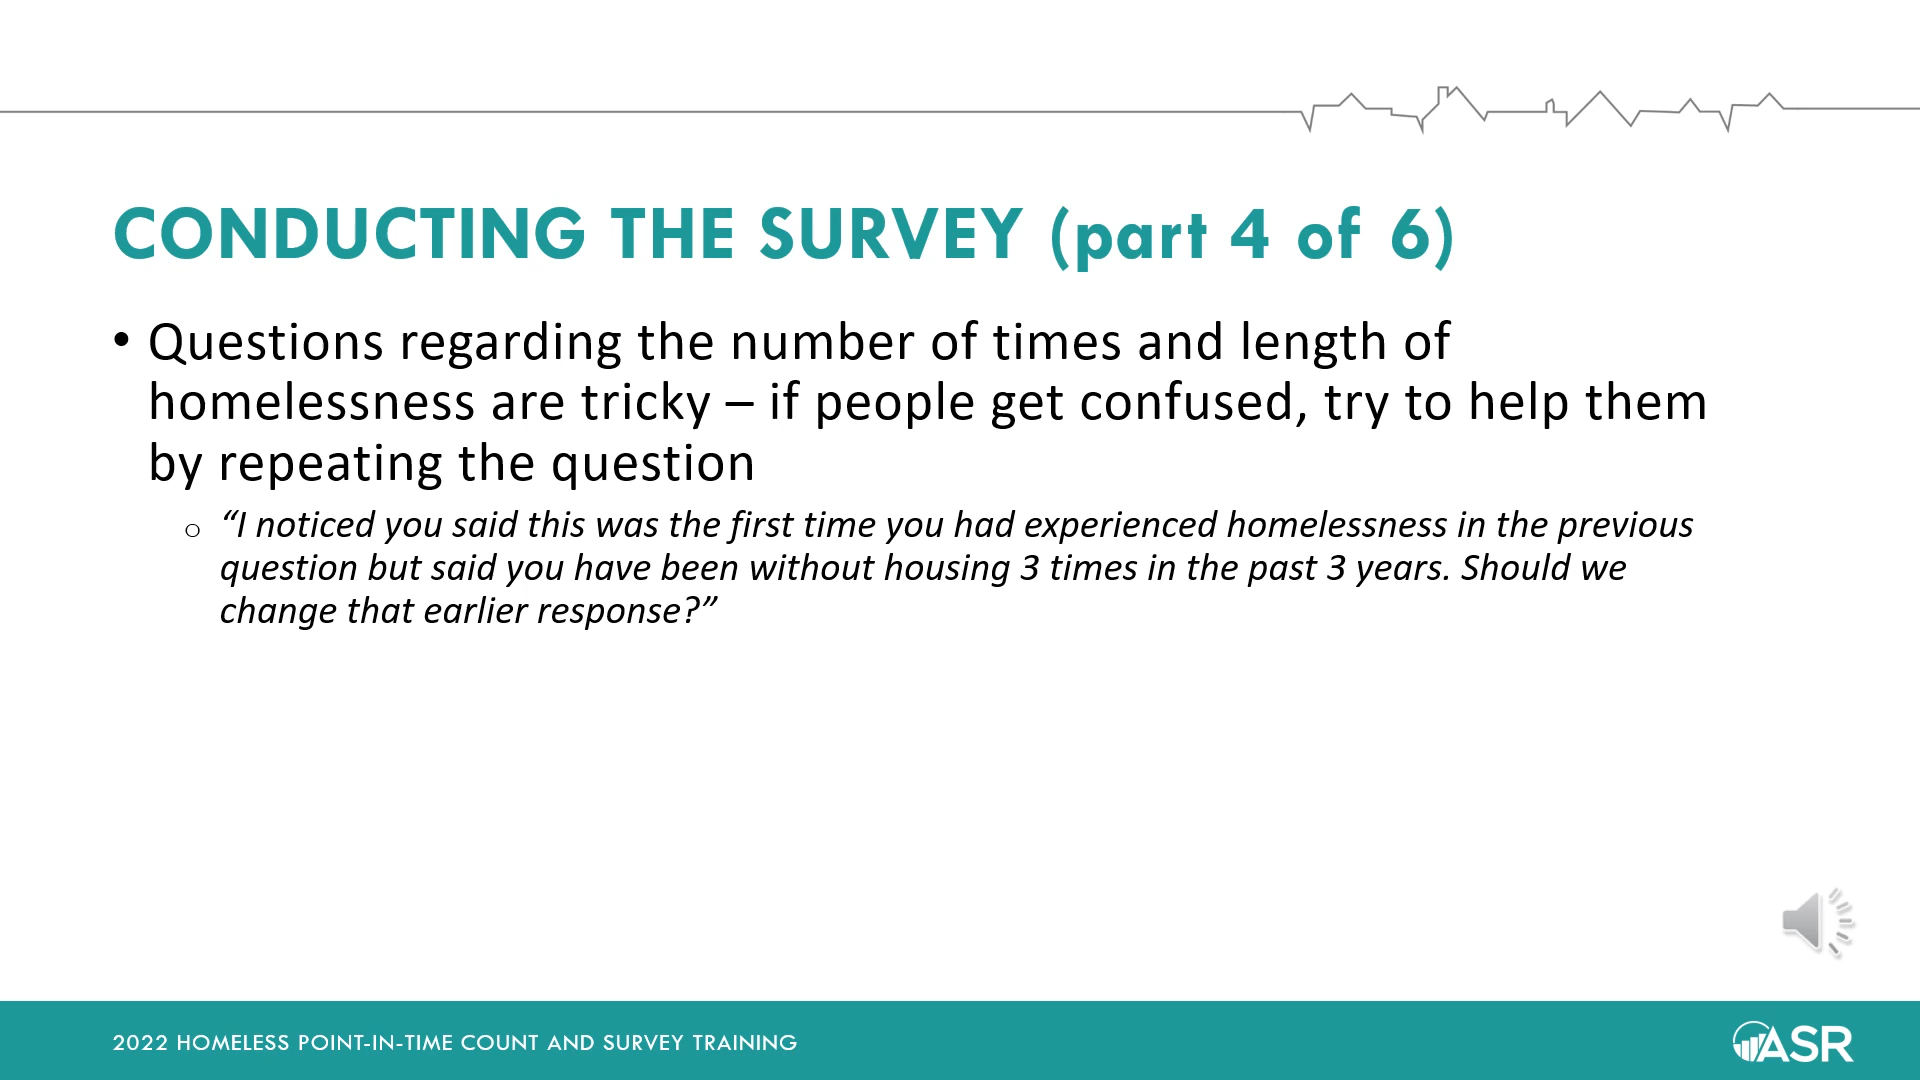 CONDUCTING THE SURVEY (part 4 of 6)
• Questions regarding the number of times and length of
homelessness are tricky – if people get confused, try to help them
by repeating the question
o “I noticed you said this was the first time you had experienced homelessness in the previous
question but said you have been without housing 3 times in the past 3 years. Should we
change that earlier response?”
2022 HOMELESS POINT-IN-TIME COUNT AND SURVEY TRAINING
ASR